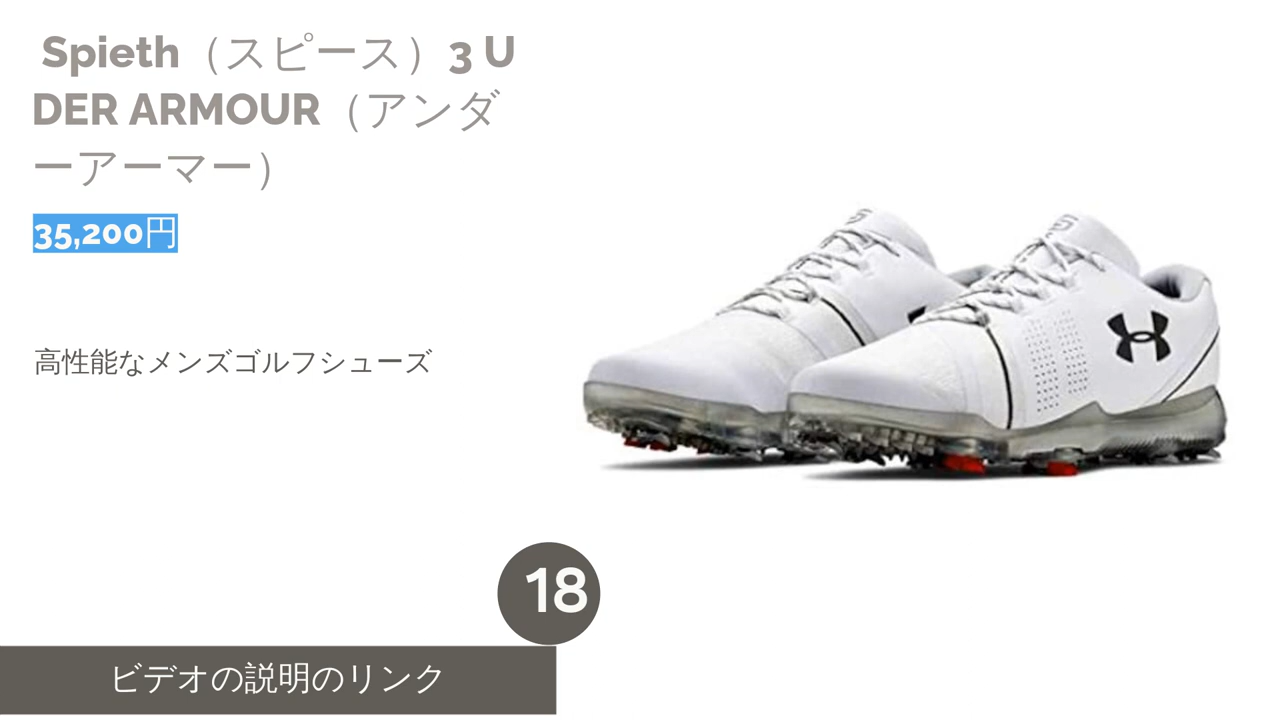 Spieth（スピース）3 U
DER ARMOUR（アンダ
ーアーマー）
35,200円
高性能なメンズゴルフシューズ
18
ビデオの説明のリンク